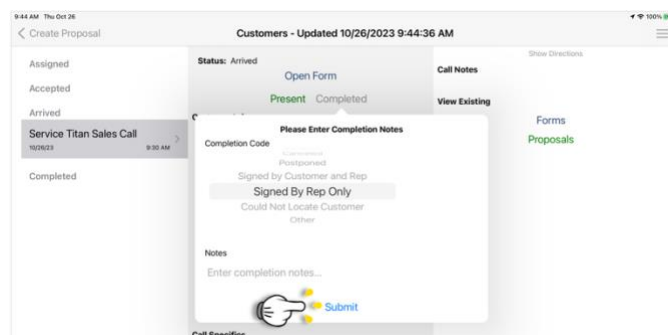 9:44 AM Thu Oct 26
100%
Create Proposal
Customers - Updated 10/26/2023 9:44:36 AM
Assigned
Accepted
Arrived
Service Titan Sales Call
10/26/23 9:30 AM
Completed
Status: Arrived
Open Form
Present Completed
Please Enter Completion Notes
Completion Code
Postponed
Signed by Customer and Rep
Signed By Rep Only
Could Not Locate Customer
Other
Notes
Enter completion notes...
Submit
Call Specifics
Show Directions
Call Notes
View Existing
Forms
Proposals